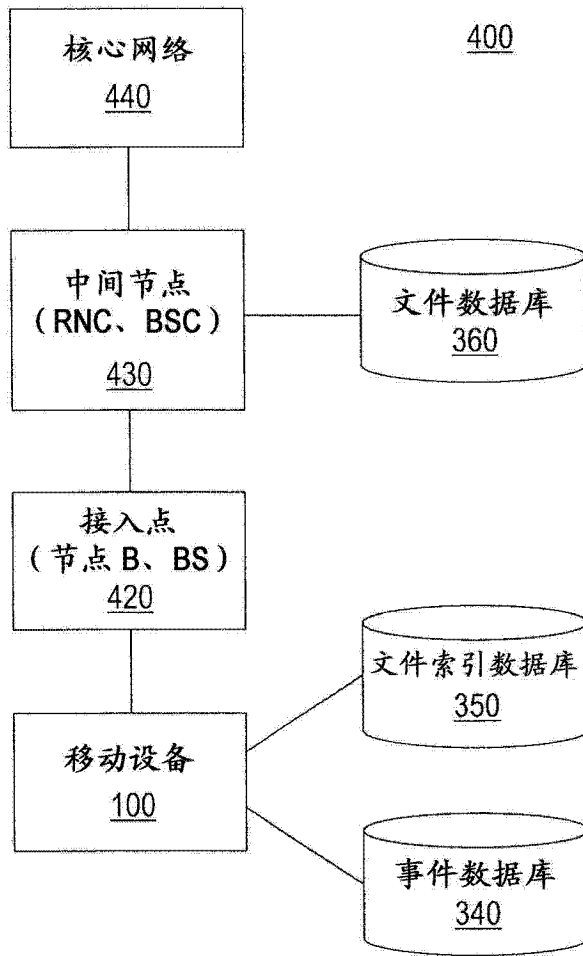 核心网络
440
400
中间节点
（RNC、BSC）
430
文件数据库
360
接入点
（节点 B、BS）
420
文件索引数据库
350
移动设备
100
事件数据库
340